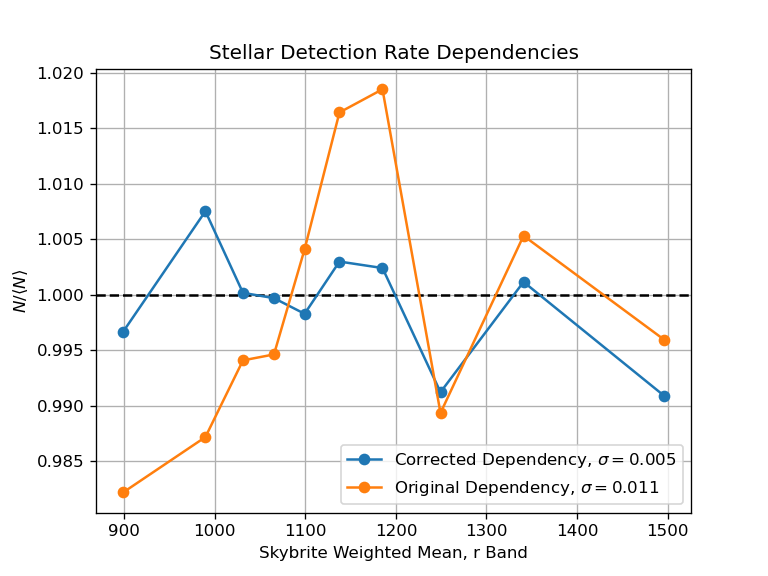 Stellar Detection Rate Dependencies
1.020
1.015
1.010
1.005
1.000
0.995
0.990
0.985
N/⟨N⟩
Corrected Dependency, σ = 0.005
Original Dependency, σ = 0.011
900 1000 1100 1200 1300 1400 1500
Skybrite Weighted Mean, r Band